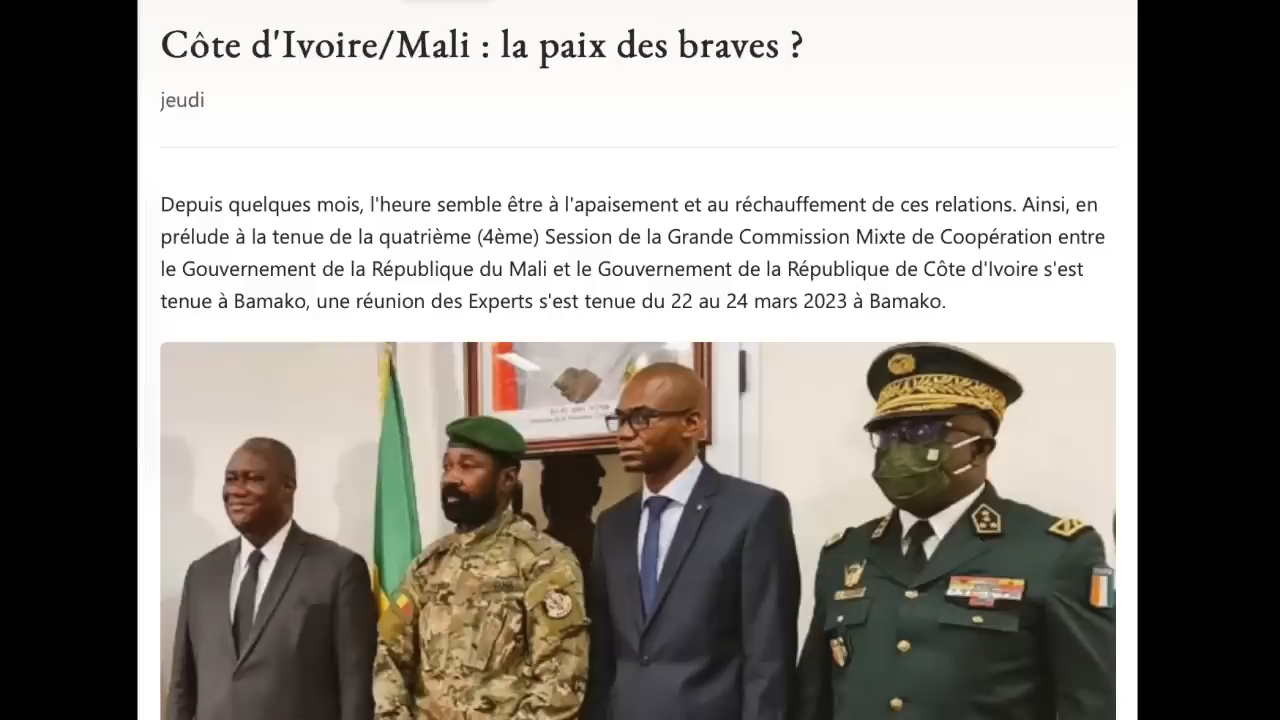 Côte d'Ivoire/Mali : la paix des braves ?
jeudi
Depuis quelques mois, l'heure semble être à l'apaisement et au réchauffement de ces relations. Ainsi, en
prélude à la tenue de la quatrième (4ème) Session de la Grande Commission Mixte de Coopération entre
le Gouvernement de la République du Mali et le Gouvernement de la République de Côte d'Ivoire s'est
tenue à Bamako, une réunion des Experts s'est tenue du 22 au 24 mars 2023 à Bamako.